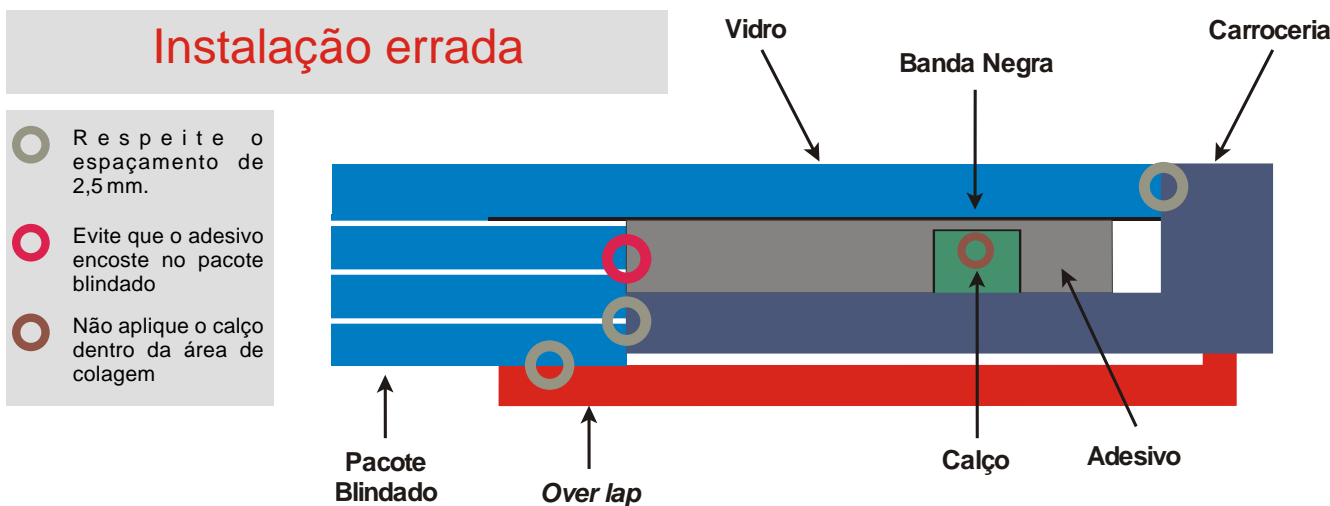 Instalação errada
Vidro
Carroceria
Banda Negra
Respeite o
espaçamento de
2,5 mm.
Evite que o adesivo
encoste no pacote
blindado
Não aplique o calço
dentro da área de
colagem
Pacote
Blindado
Over lap
Calço
Adesivo